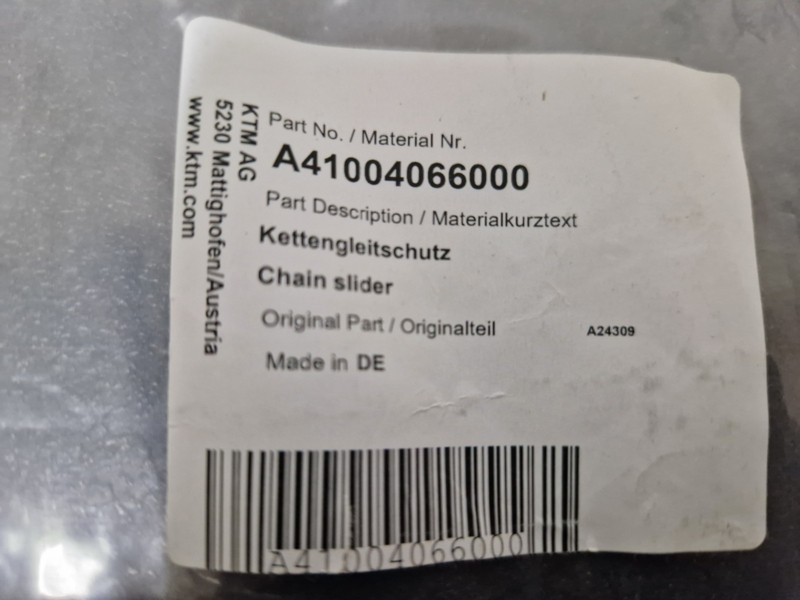 KTM AG
5230 Mattighofen/Austria
www.ktm.com
Part No. / Material Nr.
A41004066000
Part Description / Materialkurztext
Kettengleitschutz
Chain slider
Original Part / Originalteil
A24309
Made in DE
A41004066000